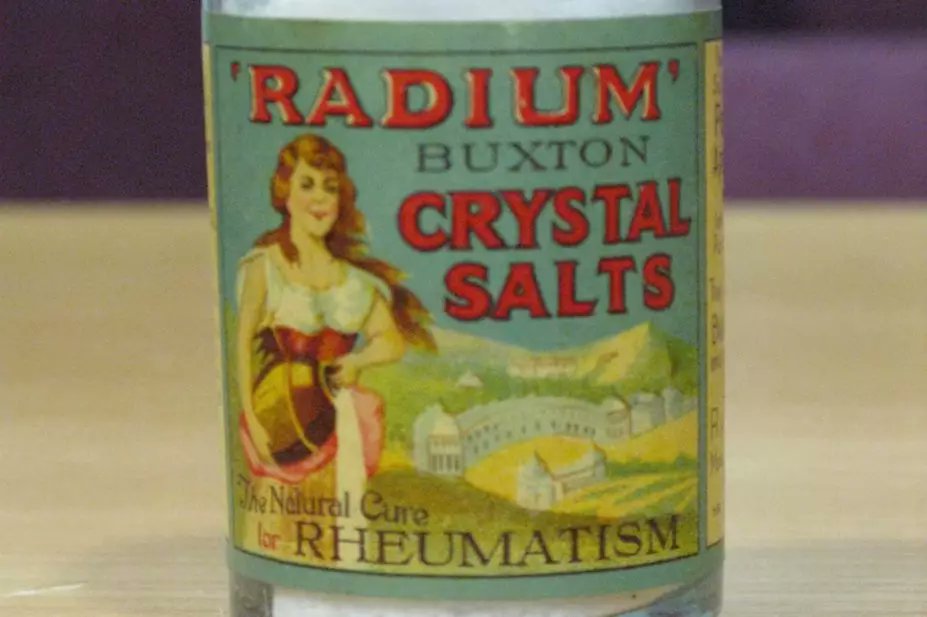 'RADIUM'
BUXTON
CRYSTAL
SALTS
The Natural Cure
for RHEUMATISM